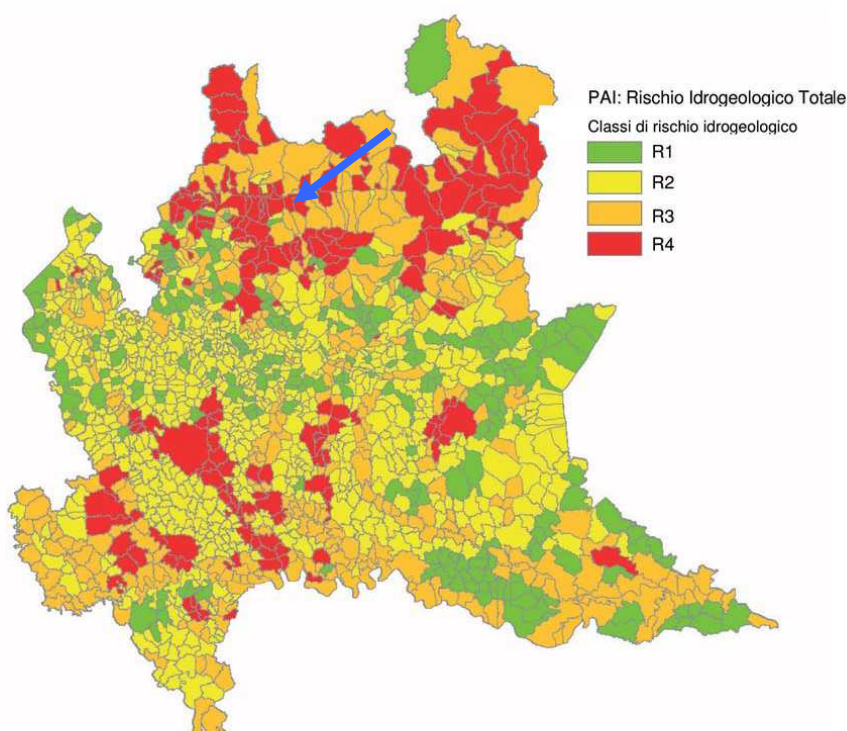 PAI: Rischio Idrogeologico Totale
Classi di rischio idrogeologico
R1
R2
R3
R4